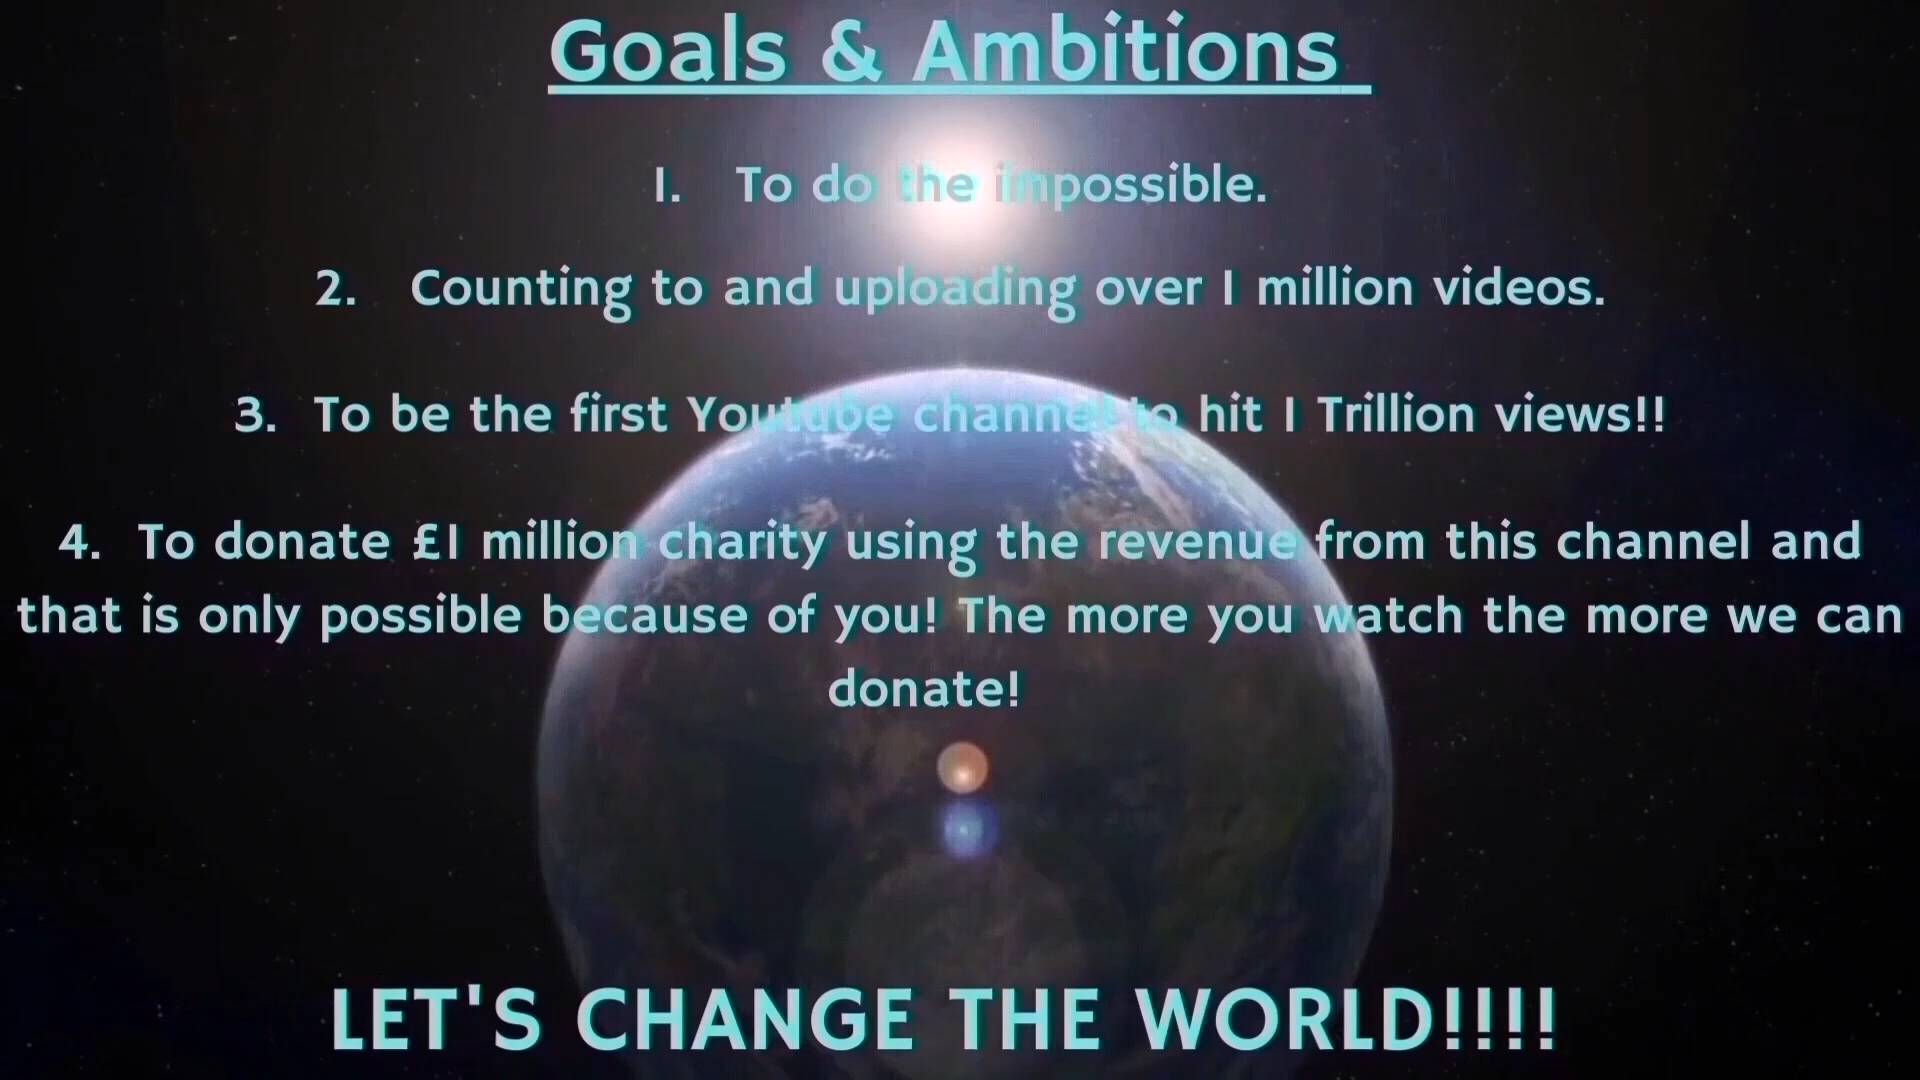 Goals & Ambitions
1. To do the impossible.
2. Counting to and uploading over 1 million videos.
3. To be the first Youtube channel to hit 1 Trillion views!!
4. To donate £1 million charity using the revenue from this channel and
that is only possible because of you! The more you watch the more we can
donate!
LET'S CHANGE THE WORLD!!!!